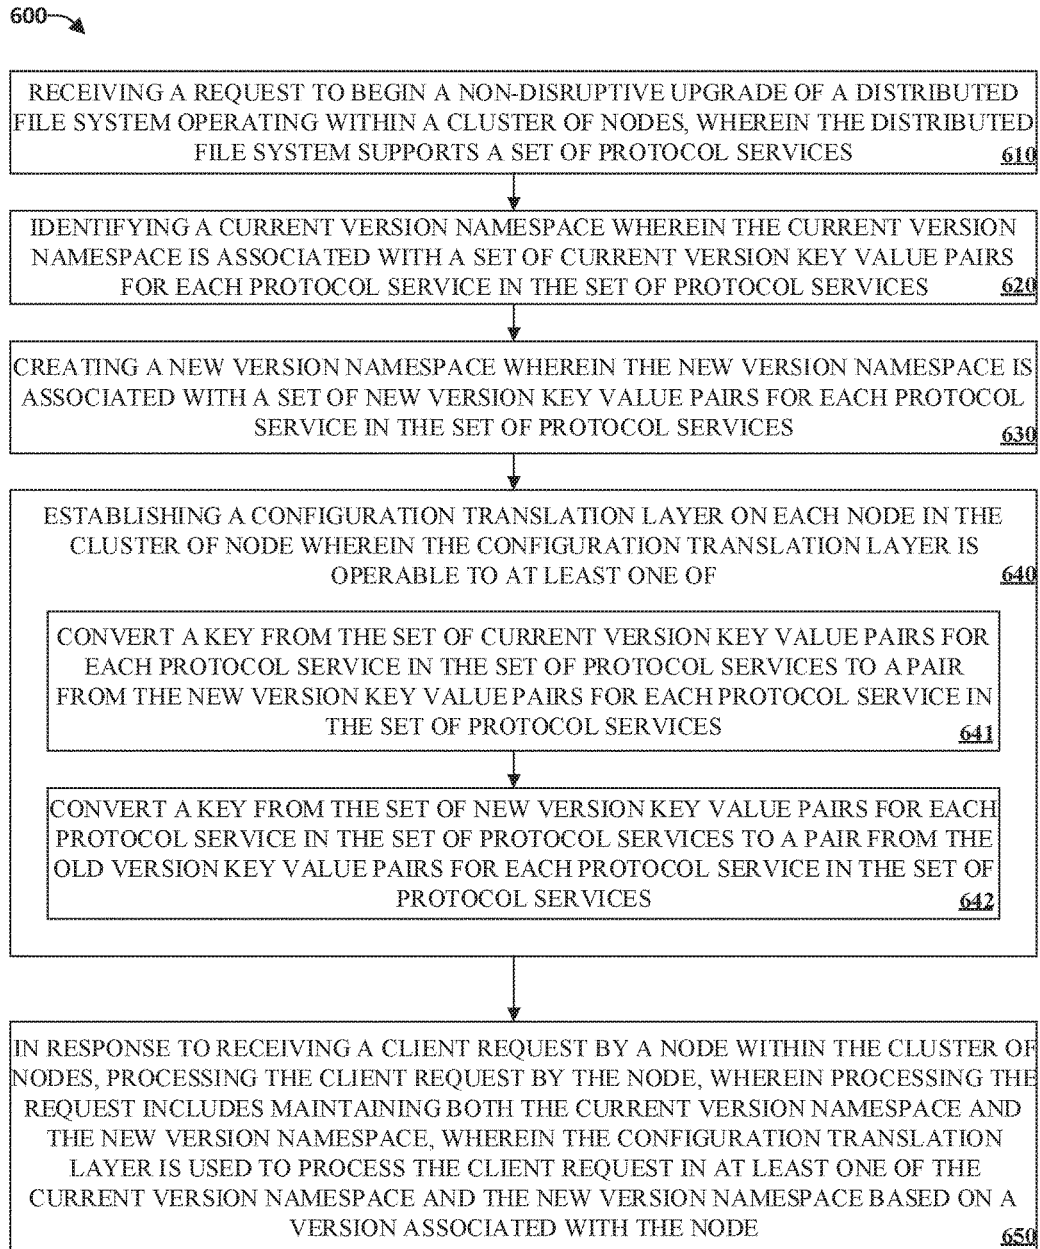 600
RECEIVING A REQUEST TO BEGIN A NON-DISRUPTIVE UPGRADE OF A DISTRIBUTED
FILE SYSTEM OPERATING WITHIN A CLUSTER OF NODES, WHEREIN THE DISTRIBUTED
FILE SYSTEM SUPPORTS A SET OF PROTOCOL SERVICES
610
IDENTIFYING A CURRENT VERSION NAMESPACE WHEREIN THE CURRENT VERSION
NAMESPACE IS ASSOCIATED WITH A SET OF CURRENT VERSION KEY VALUE PAIRS
FOR EACH PROTOCOL SERVICE IN THE SET OF PROTOCOL SERVICES
620
CREATING A NEW VERSION NAMESPACE WHEREIN THE NEW VERSION NAMESPACE IS
ASSOCIATED WITH A SET OF NEW VERSION KEY VALUE PAIRS FOR EACH PROTOCOL
SERVICE IN THE SET OF PROTOCOL SERVICES
630
ESTABLISHING A CONFIGURATION TRANSLATION LAYER ON EACH NODE IN THE
CLUSTER OF NODE WHEREIN THE CONFIGURATION TRANSLATION LAYER IS
OPERABLE TO AT LEAST ONE OF
640
CONVERT A KEY FROM THE SET OF CURRENT VERSION KEY VALUE PAIRS FOR
EACH PROTOCOL SERVICE IN THE SET OF PROTOCOL SERVICES TO A PAIR
FROM THE NEW VERSION KEY VALUE PAIRS FOR EACH PROTOCOL SERVICE IN
THE SET OF PROTOCOL SERVICES
641
CONVERT A KEY FROM THE SET OF NEW VERSION KEY VALUE PAIRS FOR EACH
PROTOCOL SERVICE IN THE SET OF PROTOCOL SERVICES TO A PAIR FROM THE
OLD VERSION KEY VALUE PAIRS FOR EACH PROTOCOL SERVICE IN THE SET OF
PROTOCOL SERVICES
642
IN RESPONSE TO RECEIVING A CLIENT REQUEST BY A NODE WITHIN THE CLUSTER OF
NODES, PROCESSING THE CLIENT REQUEST BY THE NODE, WHEREIN PROCESSING THE
REQUEST INCLUDES MAINTAINING BOTH THE CURRENT VERSION NAMESPACE AND
THE NEW VERSION NAMESPACE, WHEREIN THE CONFIGURATION TRANSLATION
LAYER IS USED TO PROCESS THE CLIENT REQUEST IN AT LEAST ONE OF THE
CURRENT VERSION NAMESPACE AND THE NEW VERSION NAMESPACE BASED ON A
VERSION ASSOCIATED WITH THE NODE
650